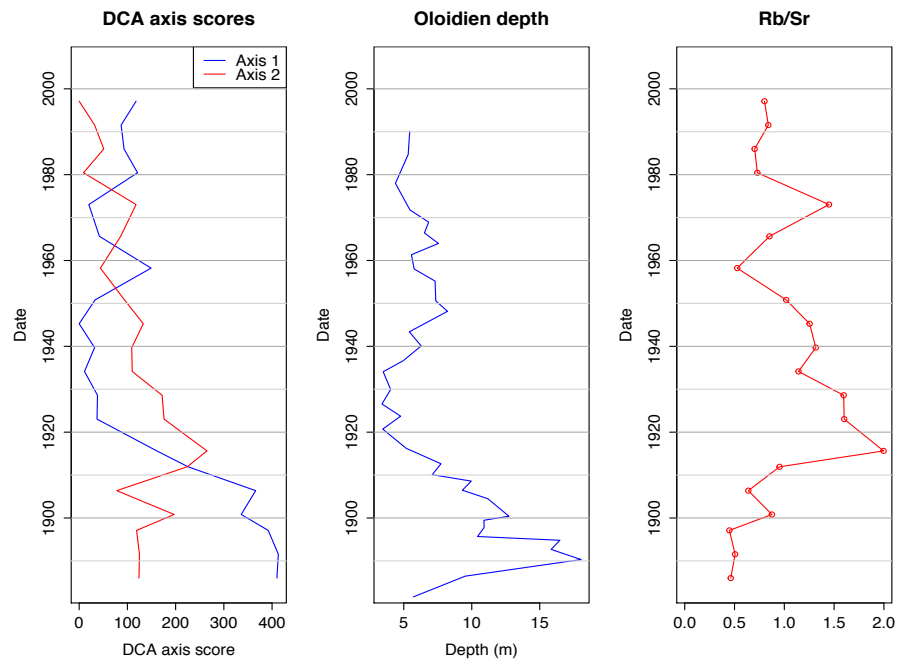 DCA axis scores
Oloidien depth
Rb/Sr
Axis 1
Axis 2
Date
2000
1980
1960
1940
1920
1900
0 100 200 300 400
DCA axis score
Date
2000
1980
1960
1940
1920
1900
5 10 15
Depth (m)
Date
2000
1980
1960
1940
1920
1900
0.0 0.5 1.0 1.5 2.0